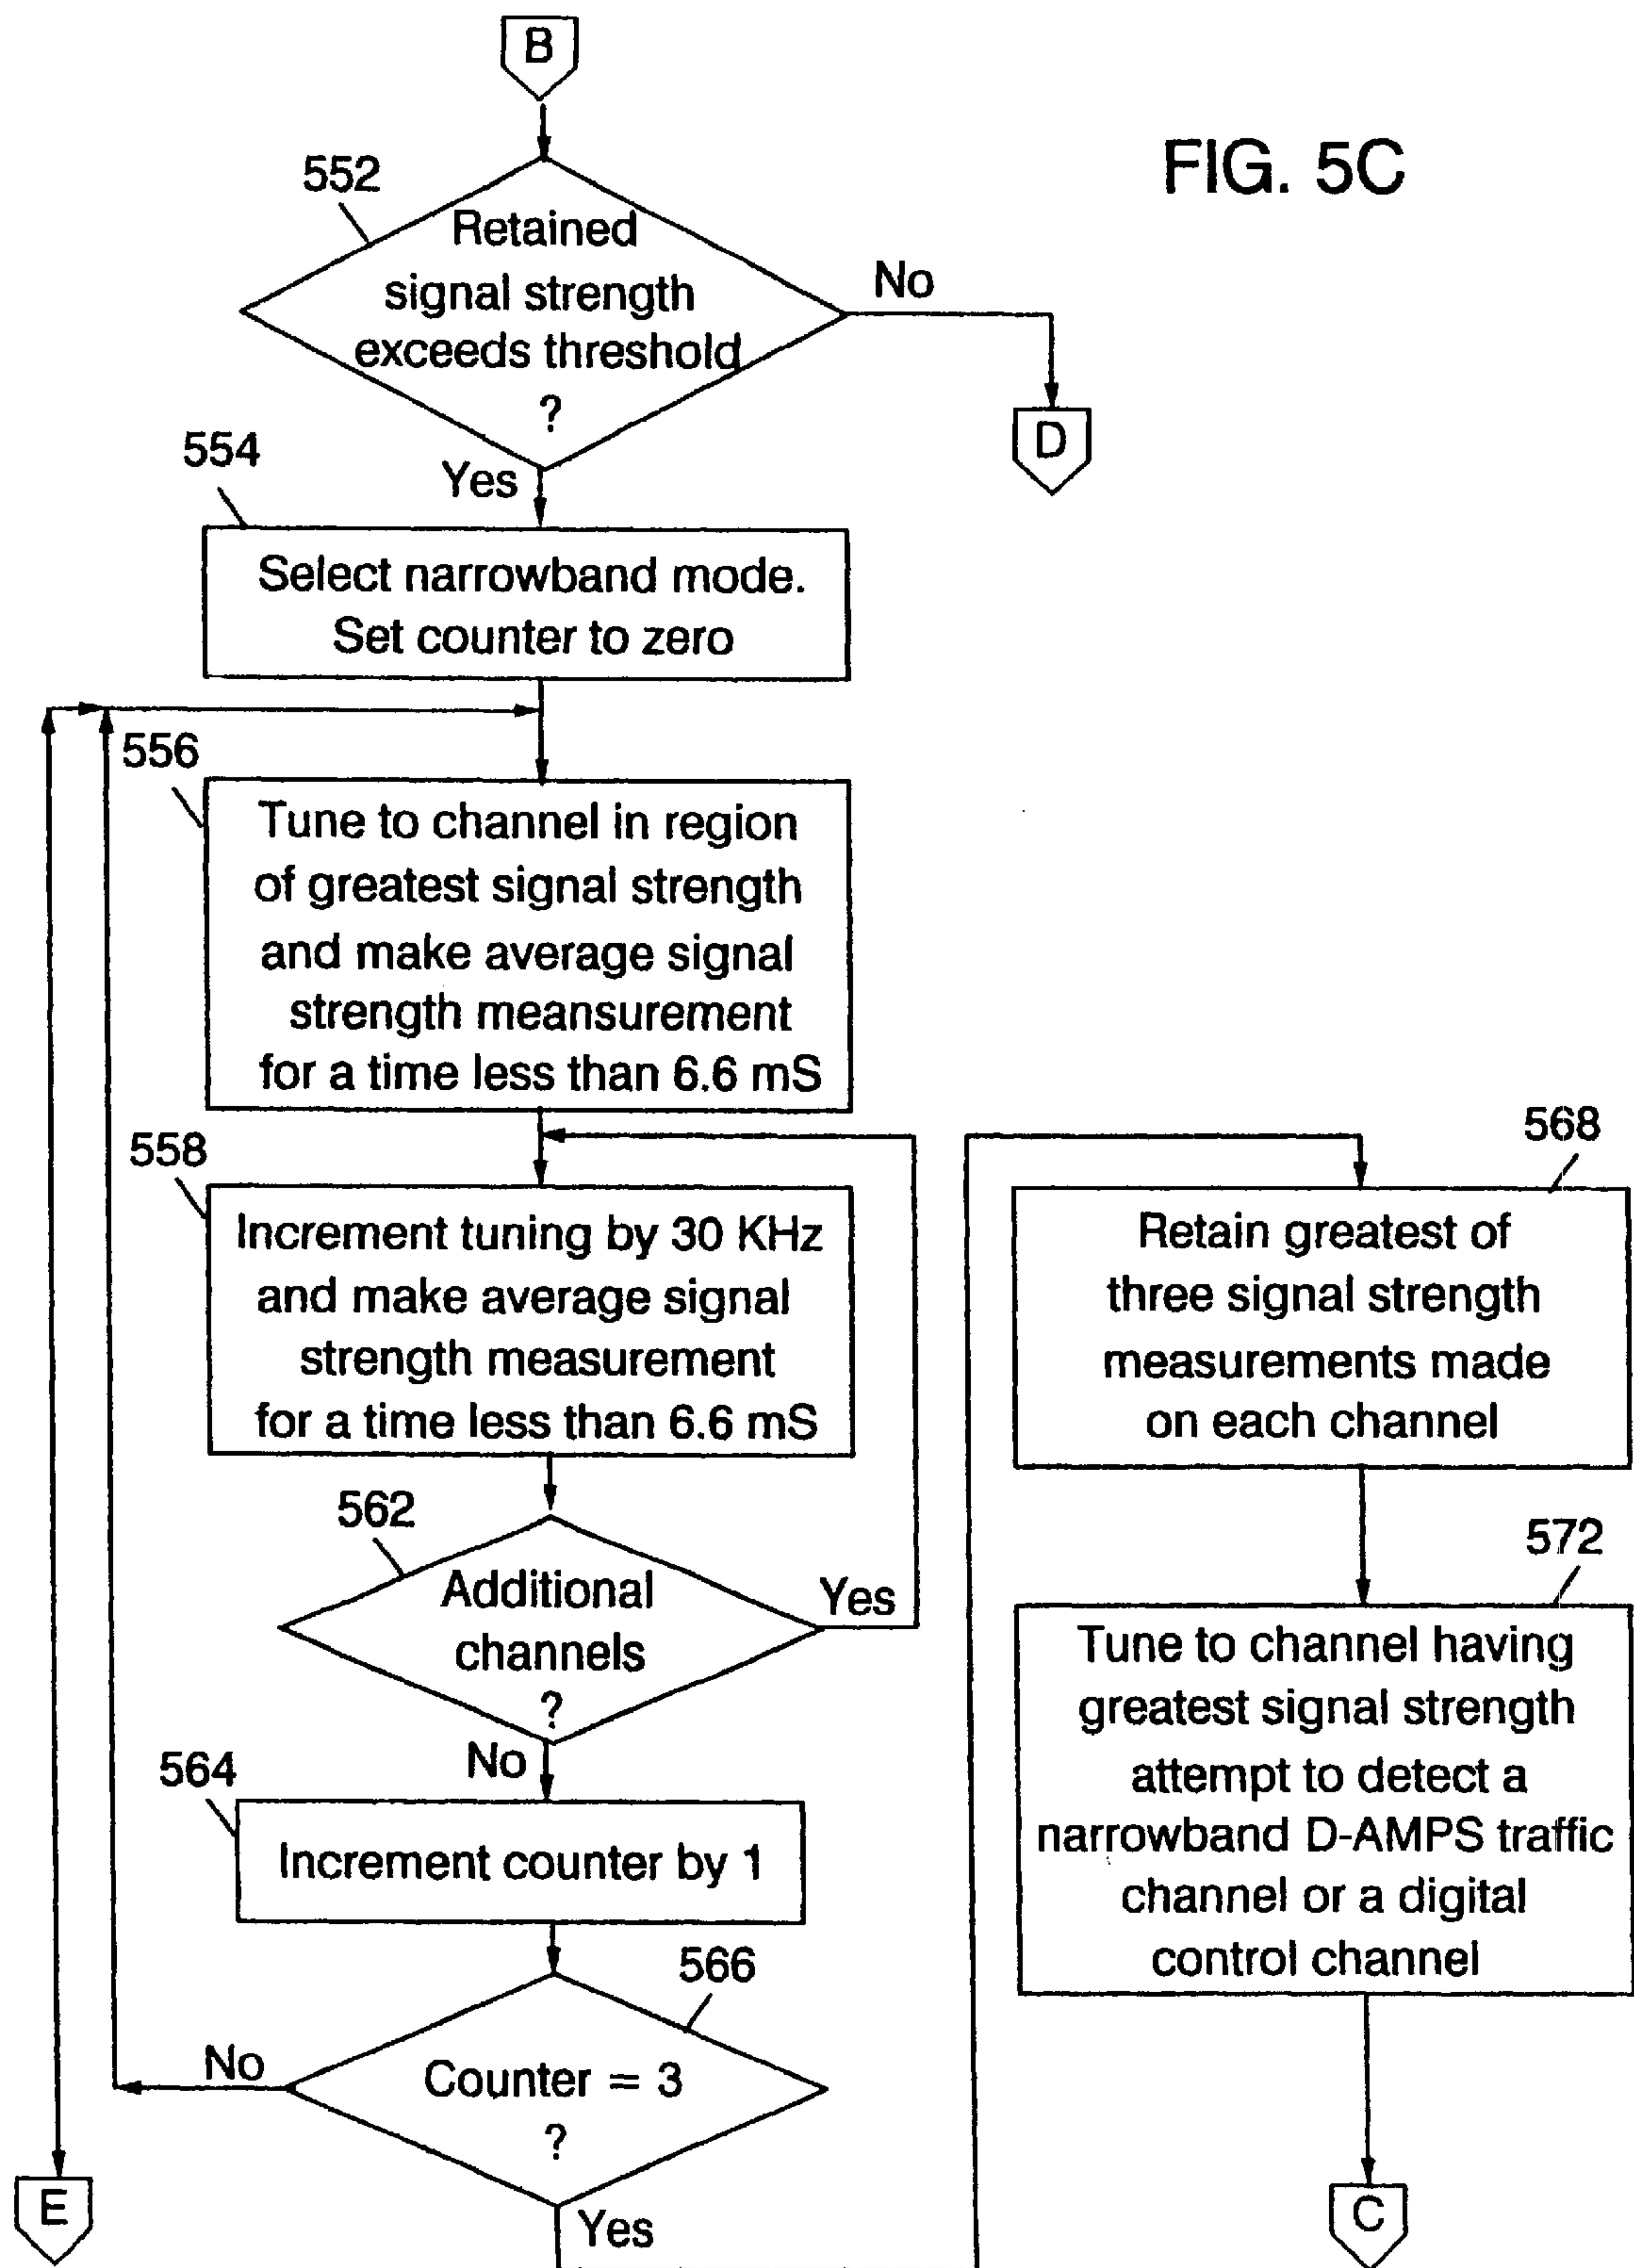 B
FIG. 5C
552
Retained
signal strength
exceeds threshold
?
No
D
Yes
554
Select narrowband mode.
Set counter to zero
556
Tune to channel in region
of greatest signal strength
and make average signal
strength meansurement
for a time less than 6.6 mS
558
Increment tuning by 30 KHz
and make average signal
strength measurement
for a time less than 6.6 mS
562
Additional
channels
?
Yes
No
564
Increment counter by 1
566
Counter = 3
?
No
E
Yes
568
Retain greatest of
three signal strength
measurements made
on each channel
572
Tune to channel having
greatest signal strength
attempt to detect a
narrowband D-AMPS traffic
channel or a digital
control channel
C